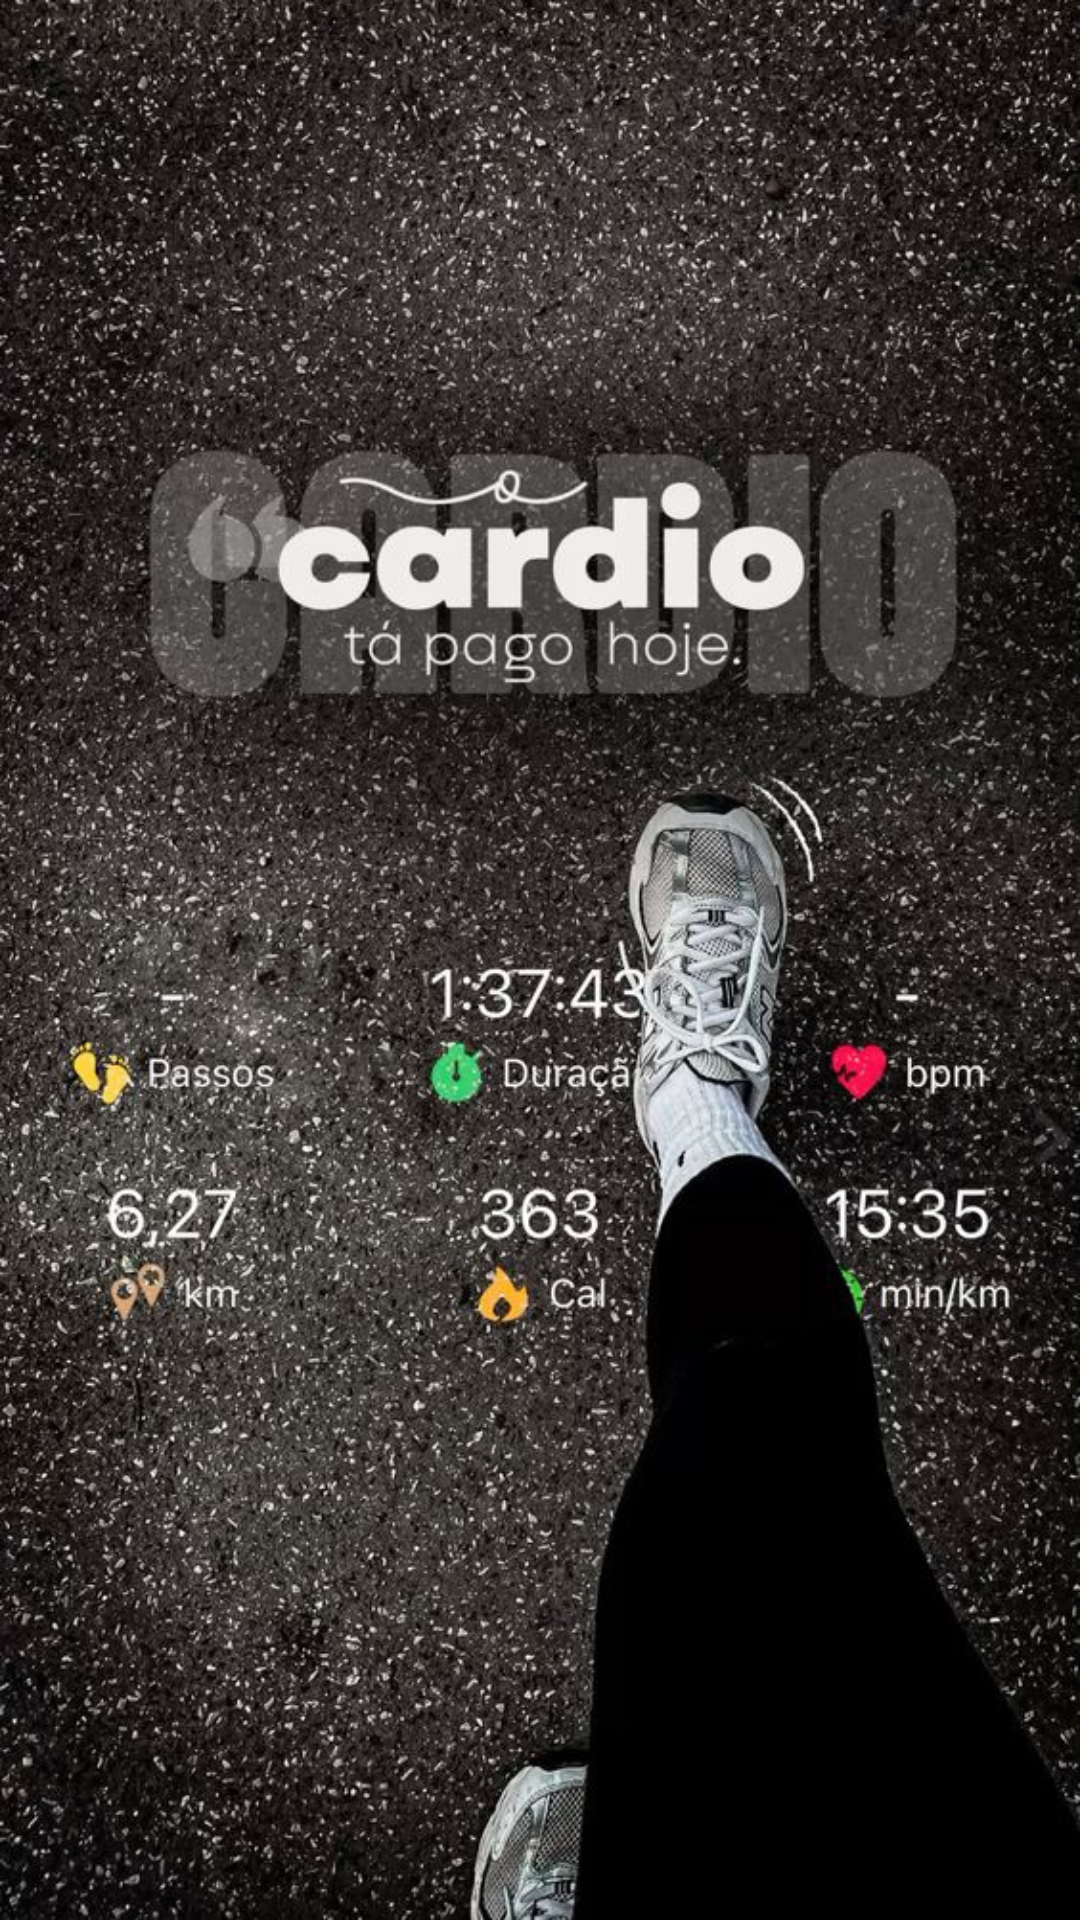 CARDIO
o
cardio
tá pago hoje.
- 1:37:43 -
Passos Duraçã bpm
6,27 363 15:35
km Cal min/km